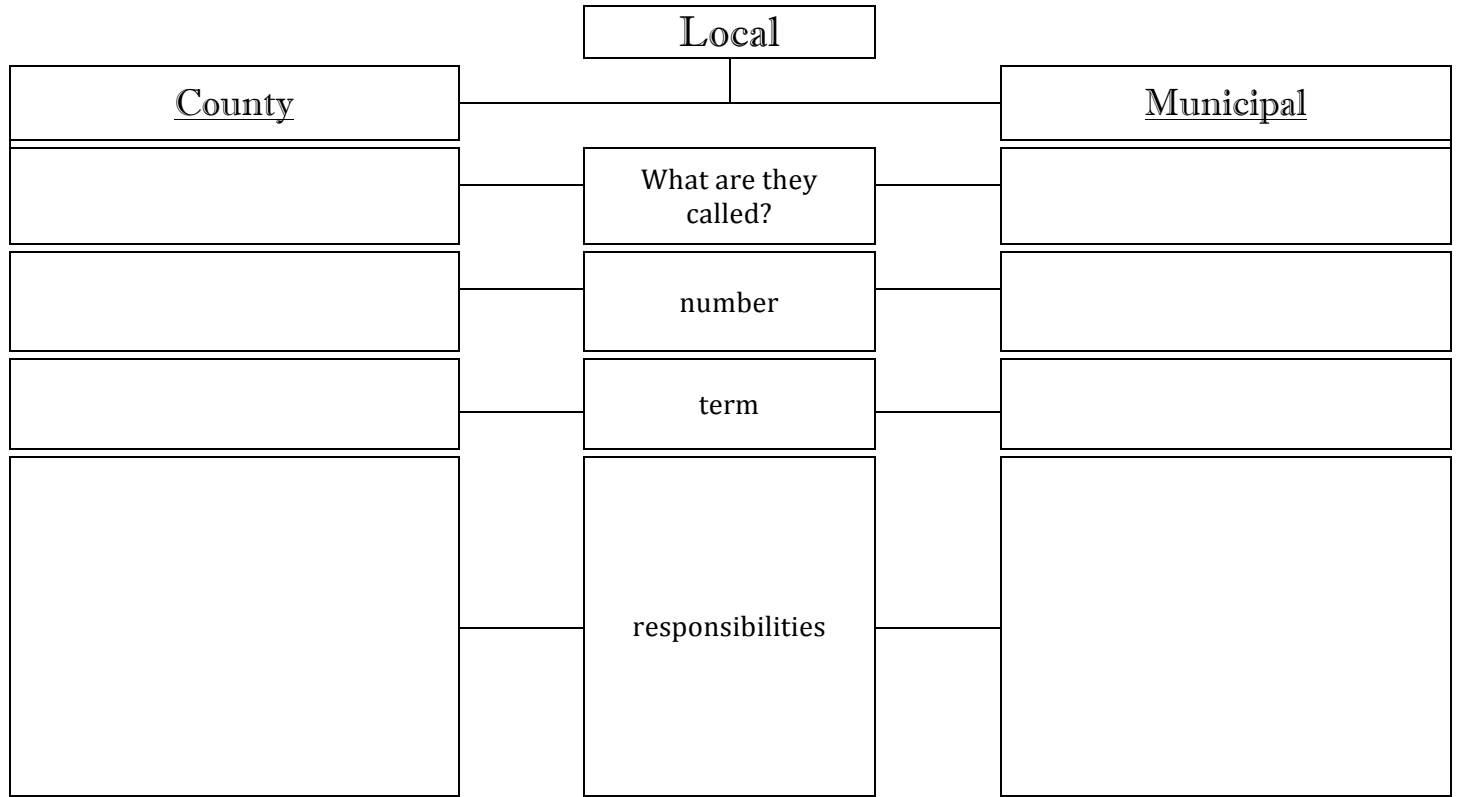 Local
County
Municipal
What are they
called?
number
term
responsibilities